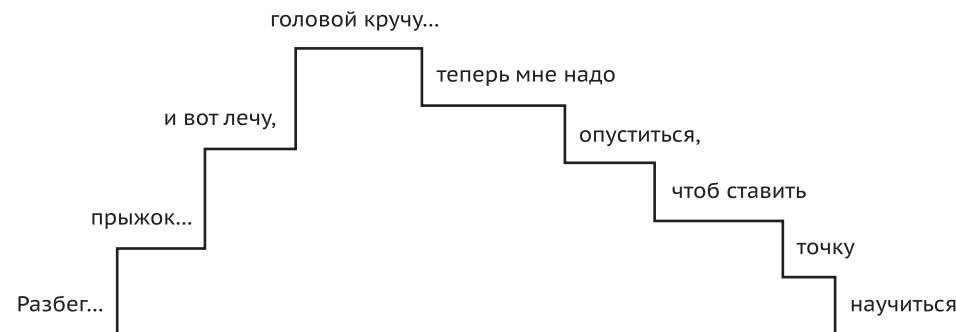 Разбег...
прыжок...
и вот лечу,
головой кручу...
теперь мне надо
опуститься,
чтоб ставить
точку
научиться